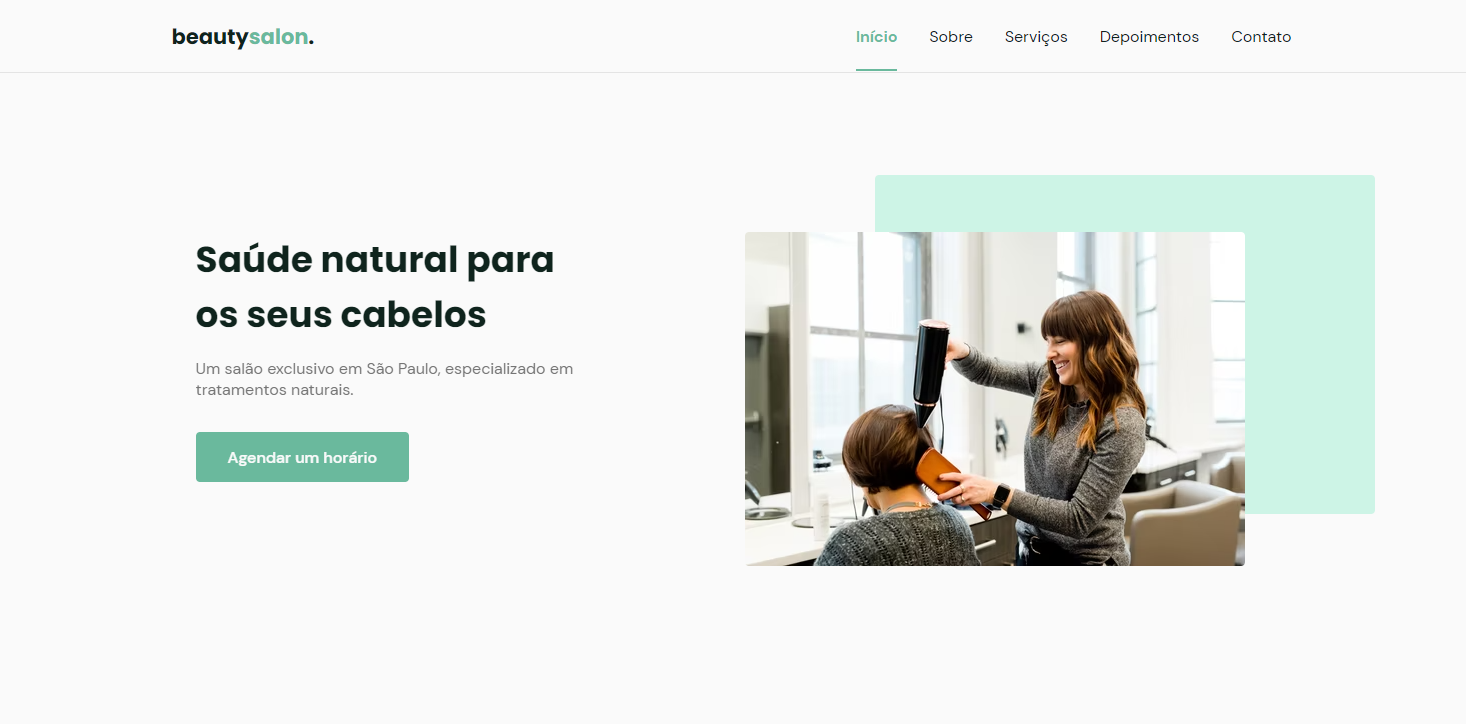 beautysalon.
Início Sobre Serviços Depoimentos Contato
Saúde natural para
os seus cabelos
Um salão exclusivo em São Paulo, especializado em
tratamentos naturais.
Agendar um horário